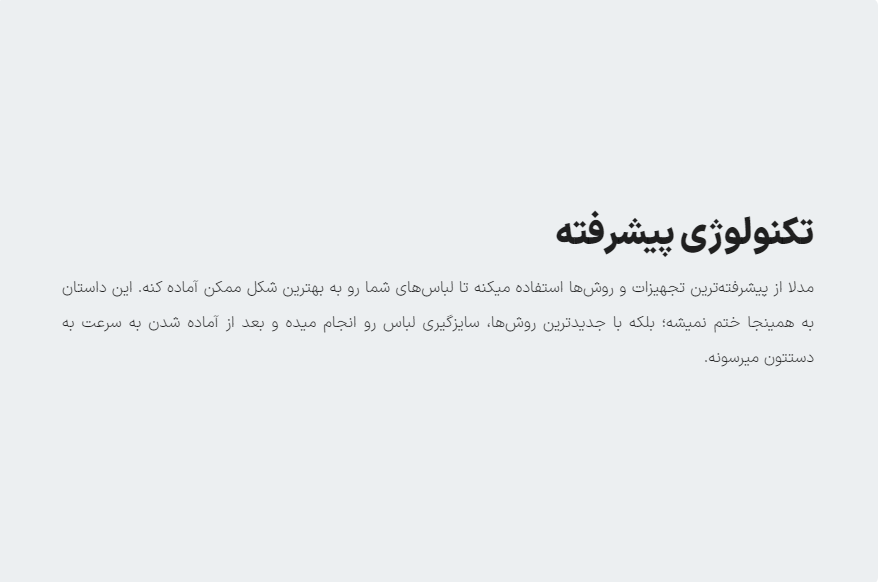 تکنولوژی پیشرفته
مدلا از پیشرفته‌ترین تجهیزات و روش‌ها استفاده میکنه تا لباس‌های شما رو به بهترین شکل ممکن آماده کنه. این داستان
به همینجا ختم نمیشه؛ بلکه با جدیدترین روش‌ها، سایزگیری لباس رو انجام میده و بعد از آماده شدن به سرعت به
دستتون میرسونه.